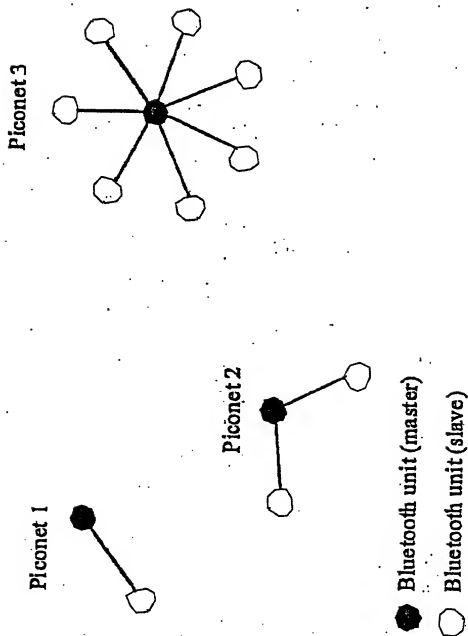 Piconet 1
Piconet 2
Piconet 3
Bluetooth unit (master)
Bluetooth unit (slave)